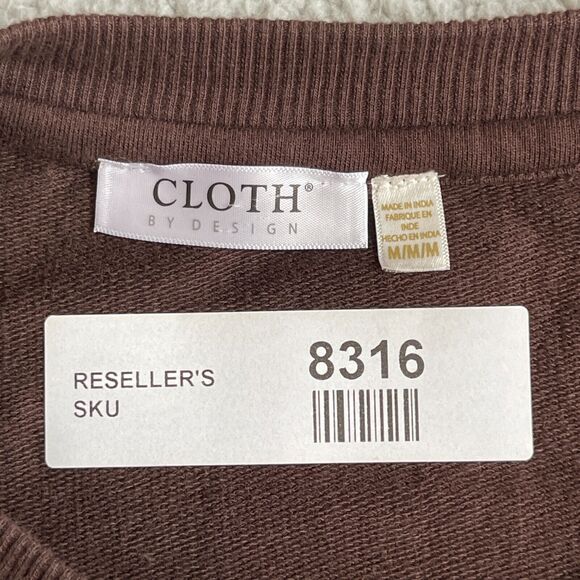 CLOTH®
BY DESIGN
MADE IN INDIA
FABRIQUE EN
INDE
HECHO EN INDIA
M/M/M
RESELLER'S
SKU
8316